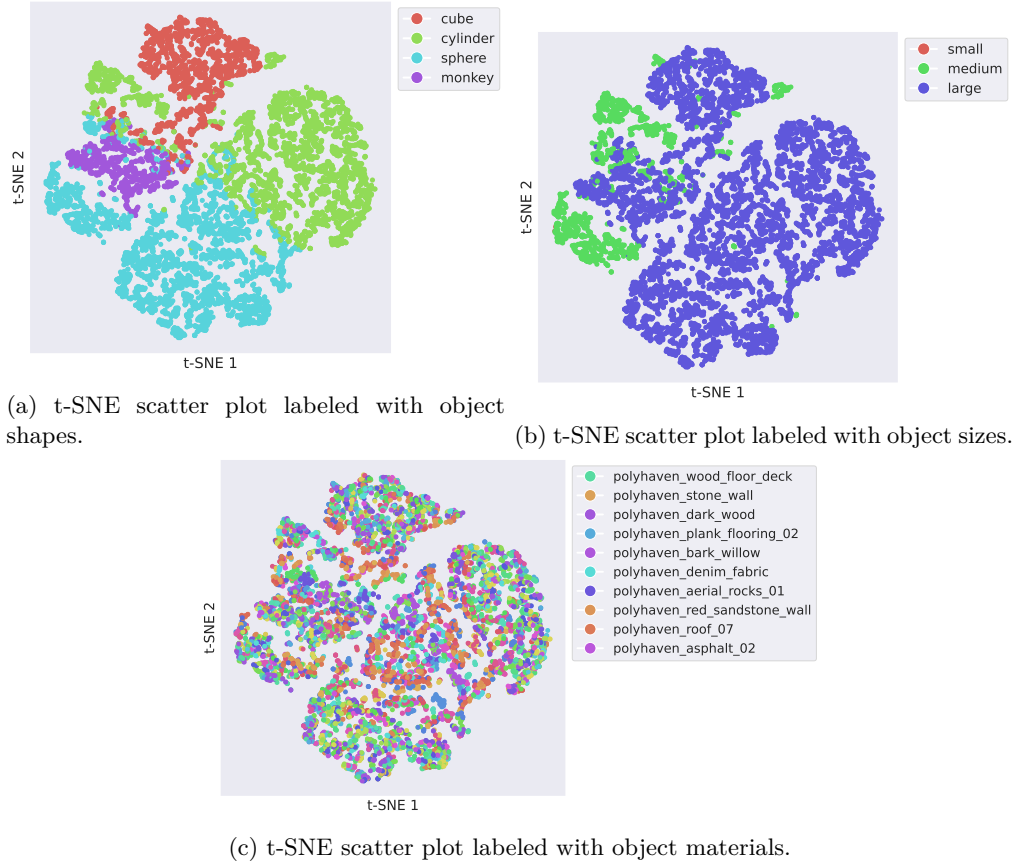 cube
cylinder
sphere
monkey
t-SNE 2
t-SNE 1
(a) t-SNE scatter plot labeled with object
shapes.
small
medium
large
t-SNE 2
t-SNE 1
(b) t-SNE scatter plot labeled with object sizes.
polyhaven_wood_floor_deck
polyhaven_stone_wall
polyhaven_dark_wood
polyhaven_plank_flooring_02
polyhaven_bark_willow
polyhaven_denim_fabric
polyhaven_aerial_rocks_01
polyhaven_red_sandstone_wall
polyhaven_roof_07
polyhaven_asphalt_02
t-SNE 2
t-SNE 1
(c) t-SNE scatter plot labeled with object materials.